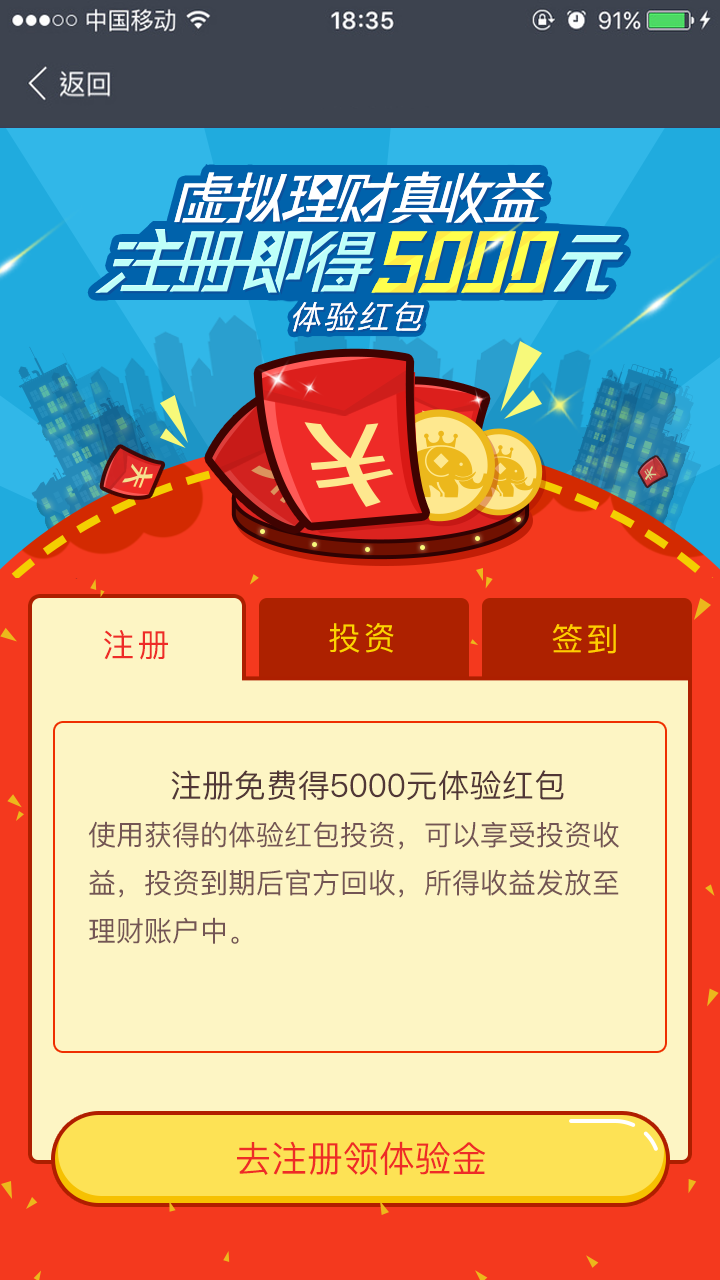 中国移动
18:35
91%
返回
虚拟理财真收益
注册即得5000元
体验红包
注册
投资
签到
注册免费得5000元体验红包
使用获得的体验红包投资，可以享受投资收
益，投资到期后官方回收，所得收益发放至
理财账户中。
去注册领体验金